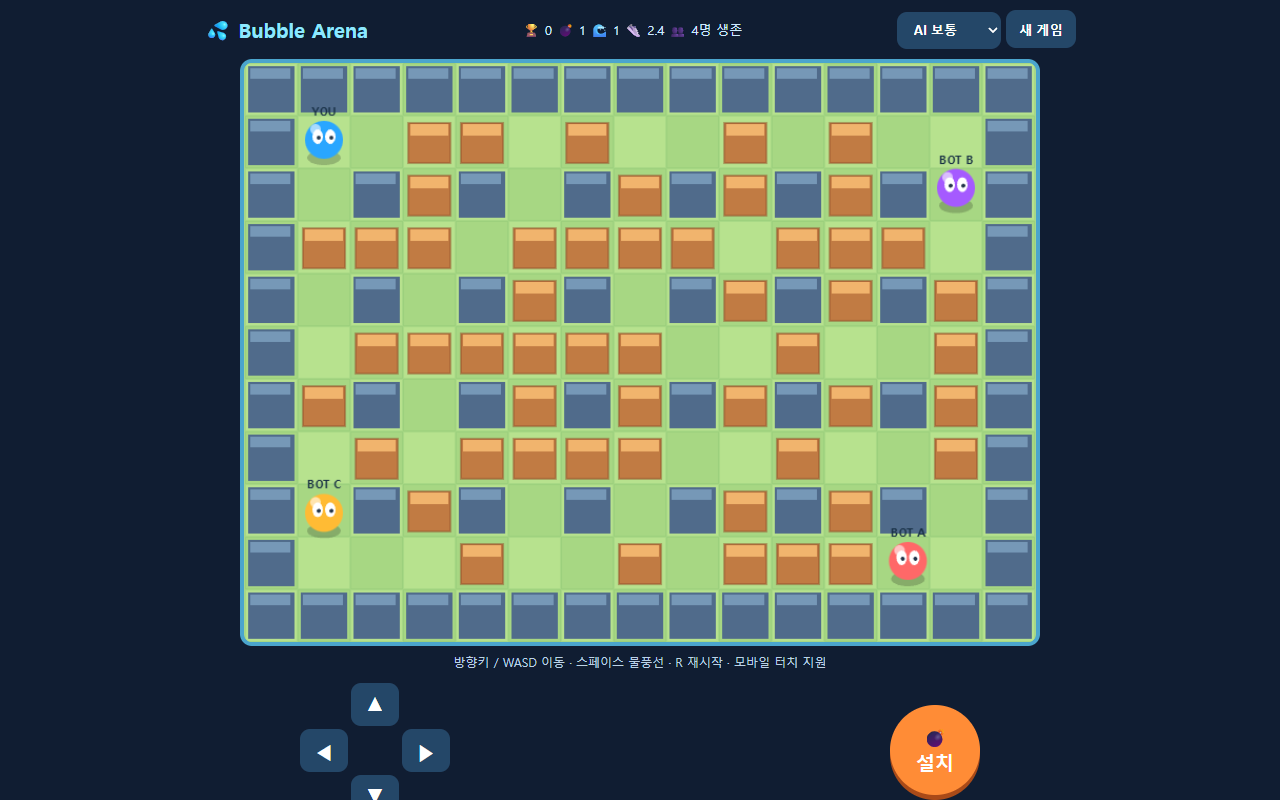 💦 Bubble Arena
🏆 0 💣 1 🌊 1 👟 2.4 👥 4명 생존
AI 보통
새 게임
YOU
BOT B
BOT C
BOT A
방향키 / WASD 이동 · 스페이스 물풍선 · R 재시작 · 모바일 터치 지원
▲
◀ ▶
▼
💣
설치